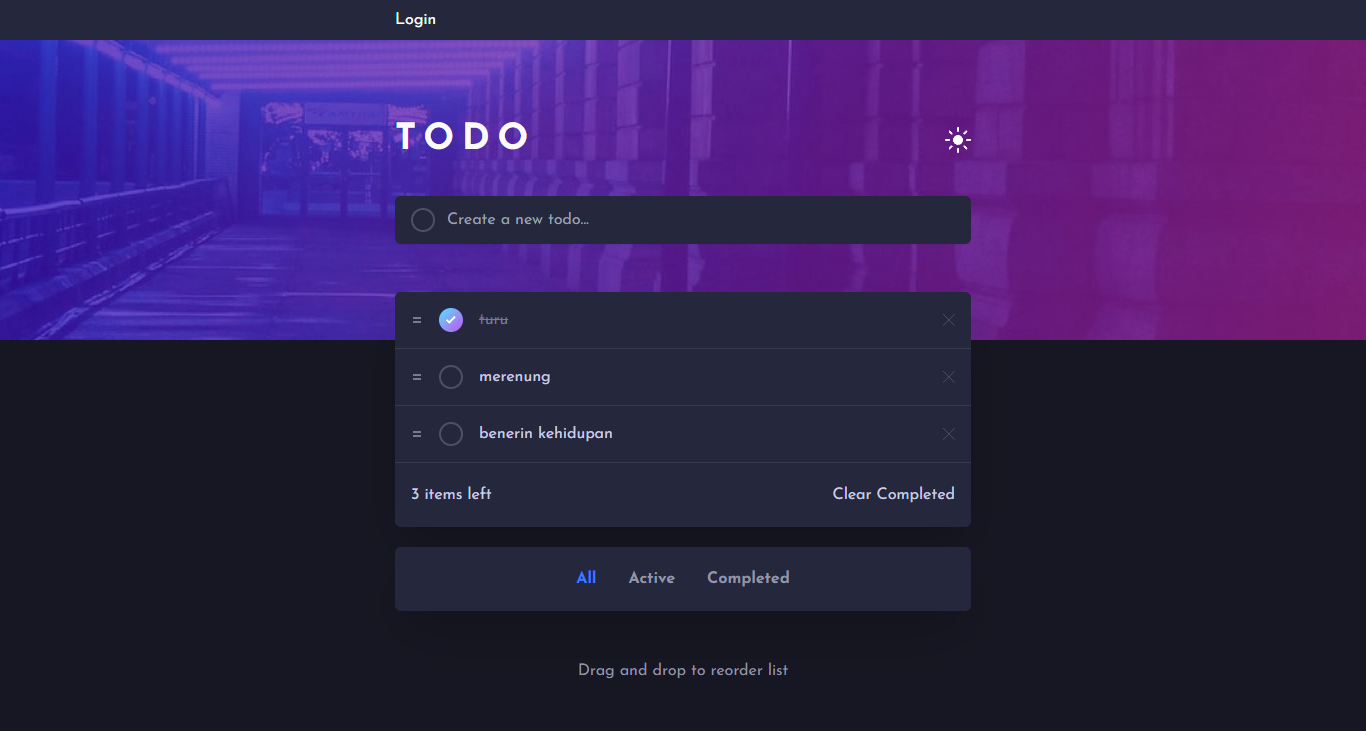 Login
TODO
Create a new todo...
turu
merenung
benerin kehidupan
3 items left
Clear Completed
All Active Completed
Drag and drop to reorder list